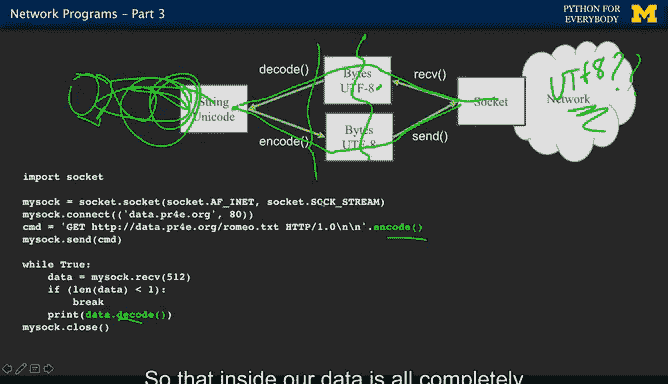 Network Programs – Part 3
PYTHON FOR
EVERYBODY
M
decode()
Bytes
UTF-8
recv()
String
Unicode
Socket
Network
UTF8?
encode()
Bytes
UTF-8
send()
import socket
mysock = socket.socket(socket.AF_INET, socket.SOCK_STREAM)
mysock.connect(('data.pr4e.org', 80))
cmd = 'GET http://data.pr4e.org/romeo.txt HTTP/1.0\n\n'.encode()
mysock.send(cmd)
while True:
    data = mysock.recv(512)
    if (len(data) < 1):
        break
    print(data.decode())
mysock.close()
So that inside our data is all completely